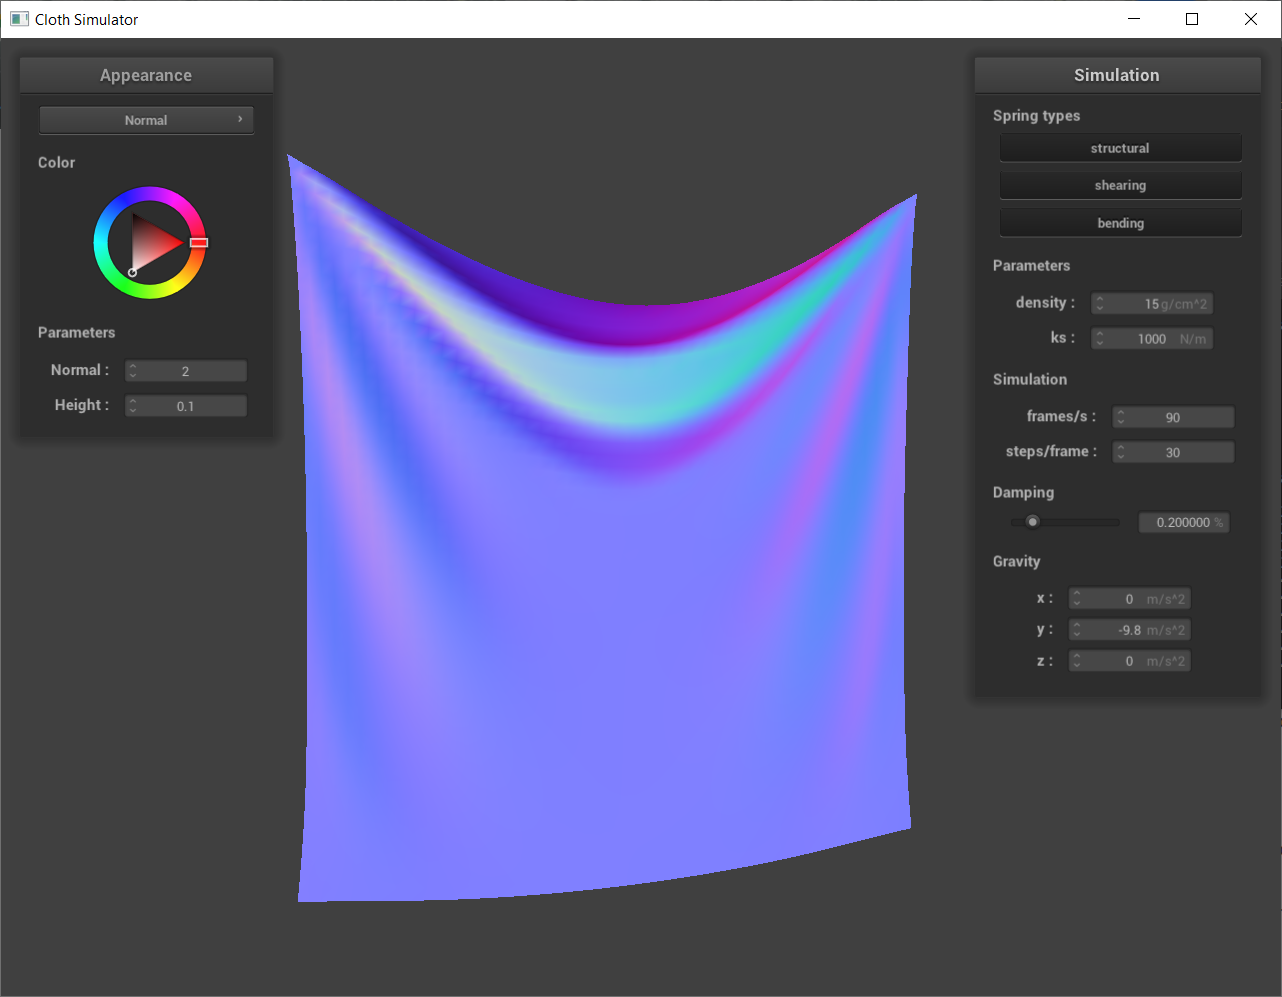 Cloth Simulator
Appearance
Normal
Color
Parameters
Normal : 2
Height : 0.1
Simulation
Spring types
structural
shearing
bending
Parameters
density : 15 g/cm^2
ks : 1000 N/m
Simulation
frames/s : 90
steps/frame : 30
Damping
0.200000 %
Gravity
x : 0 m/s^2
y : -9.8 m/s^2
z : 0 m/s^2